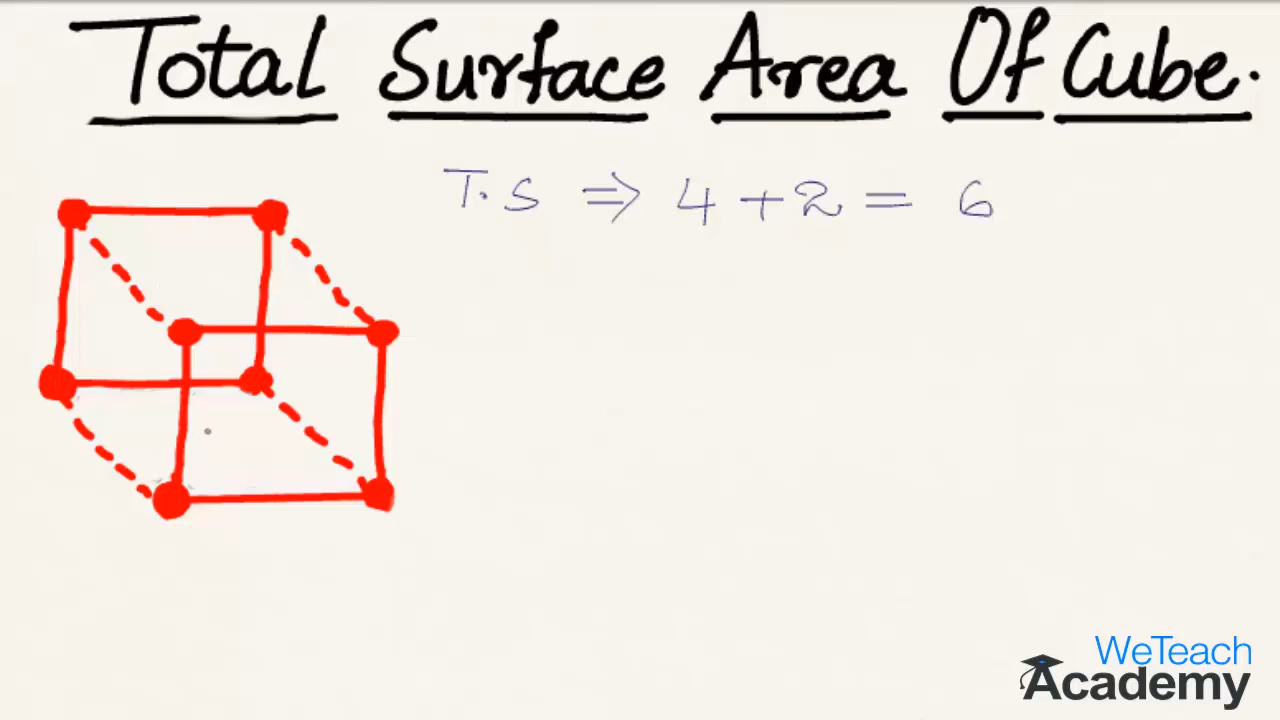 Total Surface Area Of Cube.
T.S ⇒ 4 + 2 = 6
WeTeach
Academy